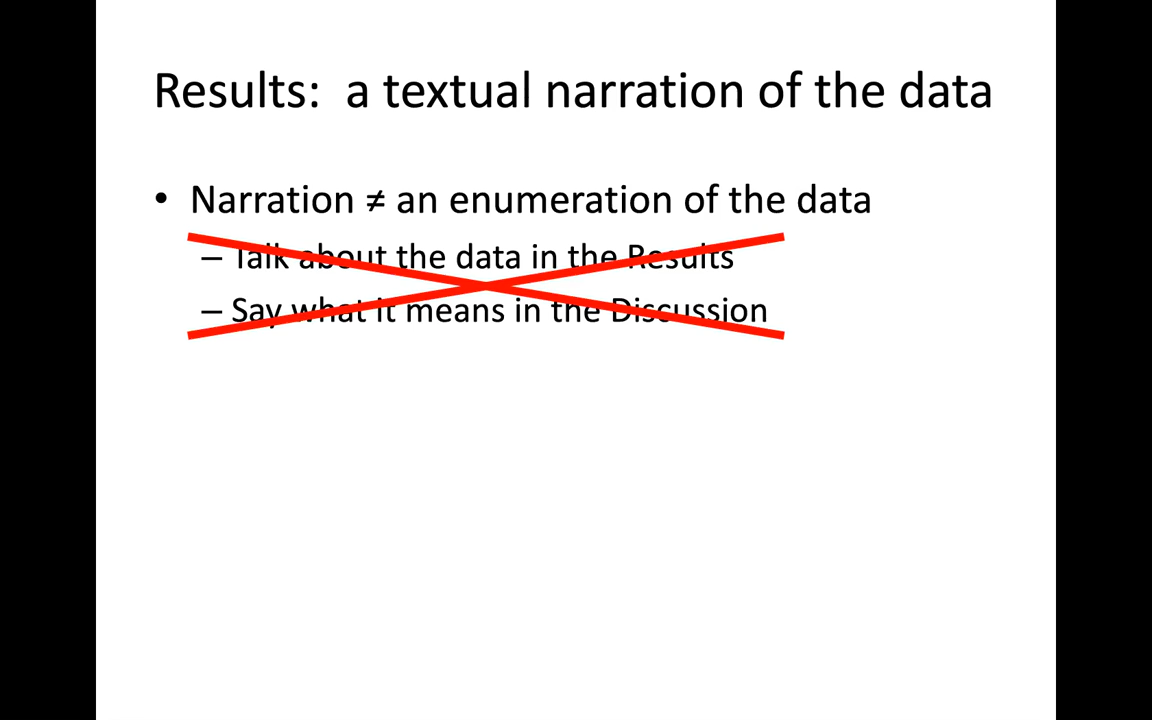 Results: a textual narration of the data
• Narration ≠ an enumeration of the data
– Talk about the data in the Results
– Say what it means in the Discussion